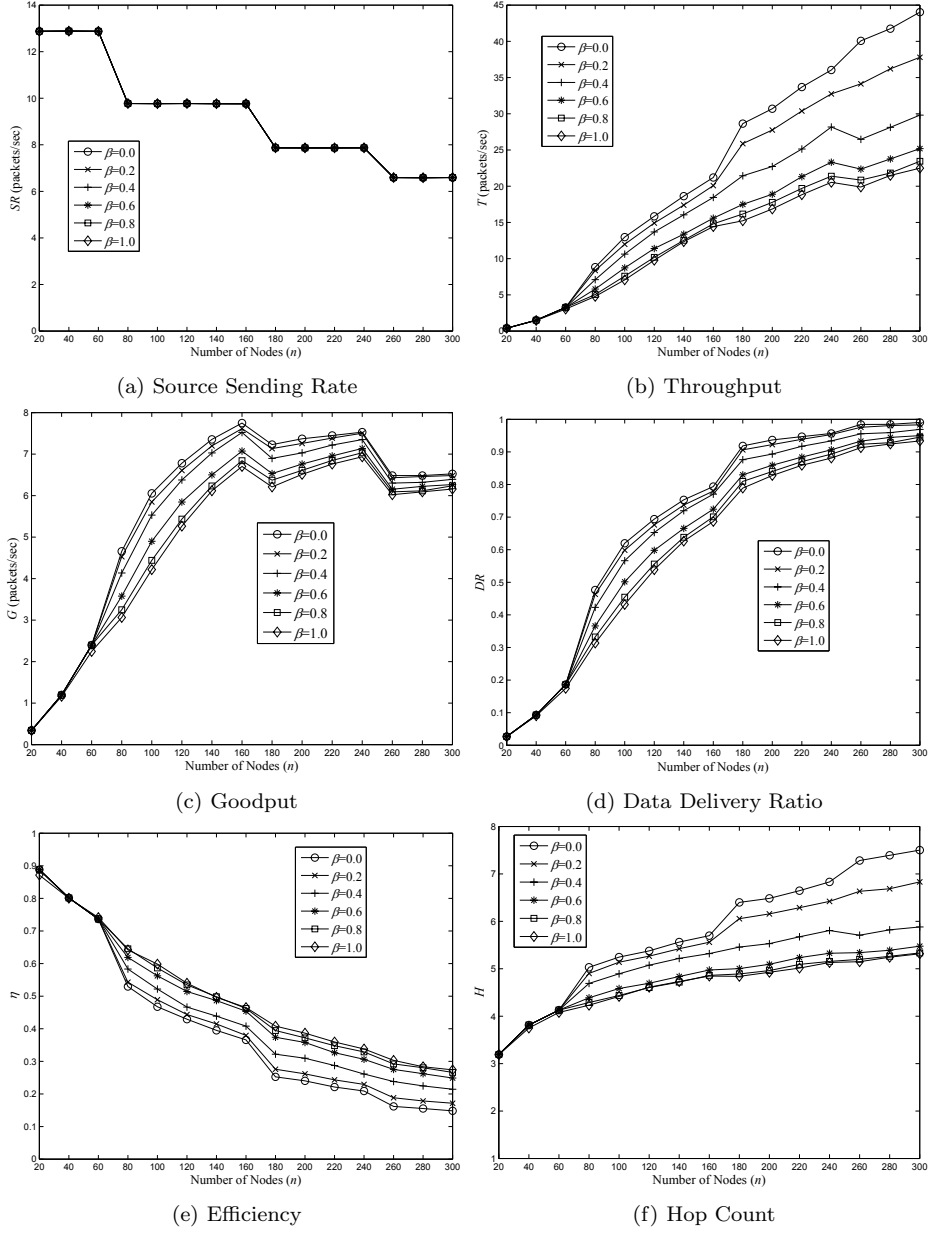 14
12
10
8
6
4
2
0
SR (packets/sec)
β=0.0
β=0.2
β=0.4
β=0.6
β=0.8
β=1.0
20 40 60 80 100 120 140 160 180 200 220 240 260 280 300
Number of Nodes (n)
(a) Source Sending Rate
45
40
35
30
25
20
15
10
5
0
T (packets/sec)
β=0.0
β=0.2
β=0.4
β=0.6
β=0.8
β=1.0
20 40 60 80 100 120 140 160 180 200 220 240 260 280 300
Number of Nodes (n)
(b) Throughput
8
7
6
5
4
3
2
1
0
G (packets/sec)
β=0.0
β=0.2
β=0.4
β=0.6
β=0.8
β=1.0
20 40 60 80 100 120 140 160 180 200 220 240 260 280 300
Number of Nodes (n)
(c) Goodput
1
0.9
0.8
0.7
0.6
0.5
0.4
0.3
0.2
0.1
0
DR
β=0.0
β=0.2
β=0.4
β=0.6
β=0.8
β=1.0
20 40 60 80 100 120 140 160 180 200 220 240 260 280 300
Number of Nodes (n)
(d) Data Delivery Ratio
1
0.9
0.8
0.7
0.6
0.5
0.4
0.3
0.2
0.1
0
η
β=0.0
β=0.2
β=0.4
β=0.6
β=0.8
β=1.0
20 40 60 80 100 120 140 160 180 200 220 240 260 280 300
Number of Nodes (n)
(e) Efficiency
8
7
6
5
4
3
2
1
H
β=0.0
β=0.2
β=0.4
β=0.6
β=0.8
β=1.0
20 40 60 80 100 120 140 160 180 200 220 240 260 280 300
Number of Nodes (n)
(f) Hop Count